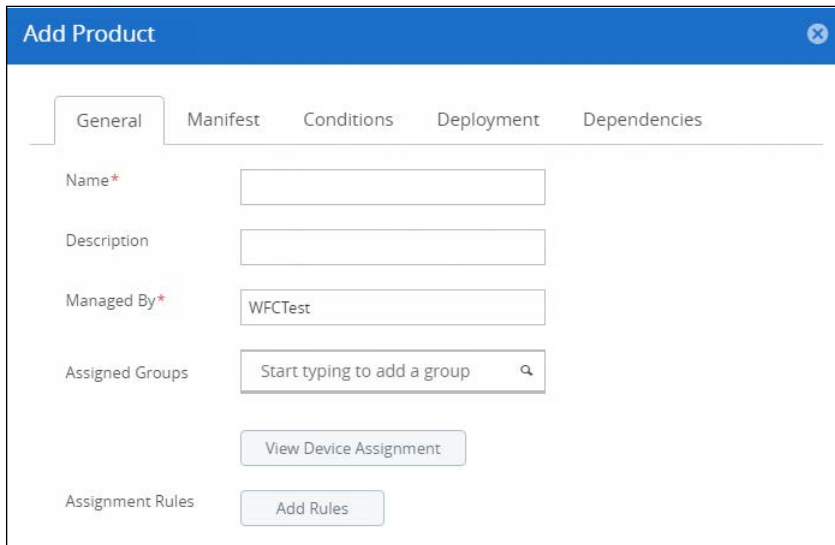 Add Product
General Manifest Conditions Deployment Dependencies
Name*
Description
Managed By* WFCTest
Assigned Groups Start typing to add a group
View Device Assignment
Assignment Rules Add Rules